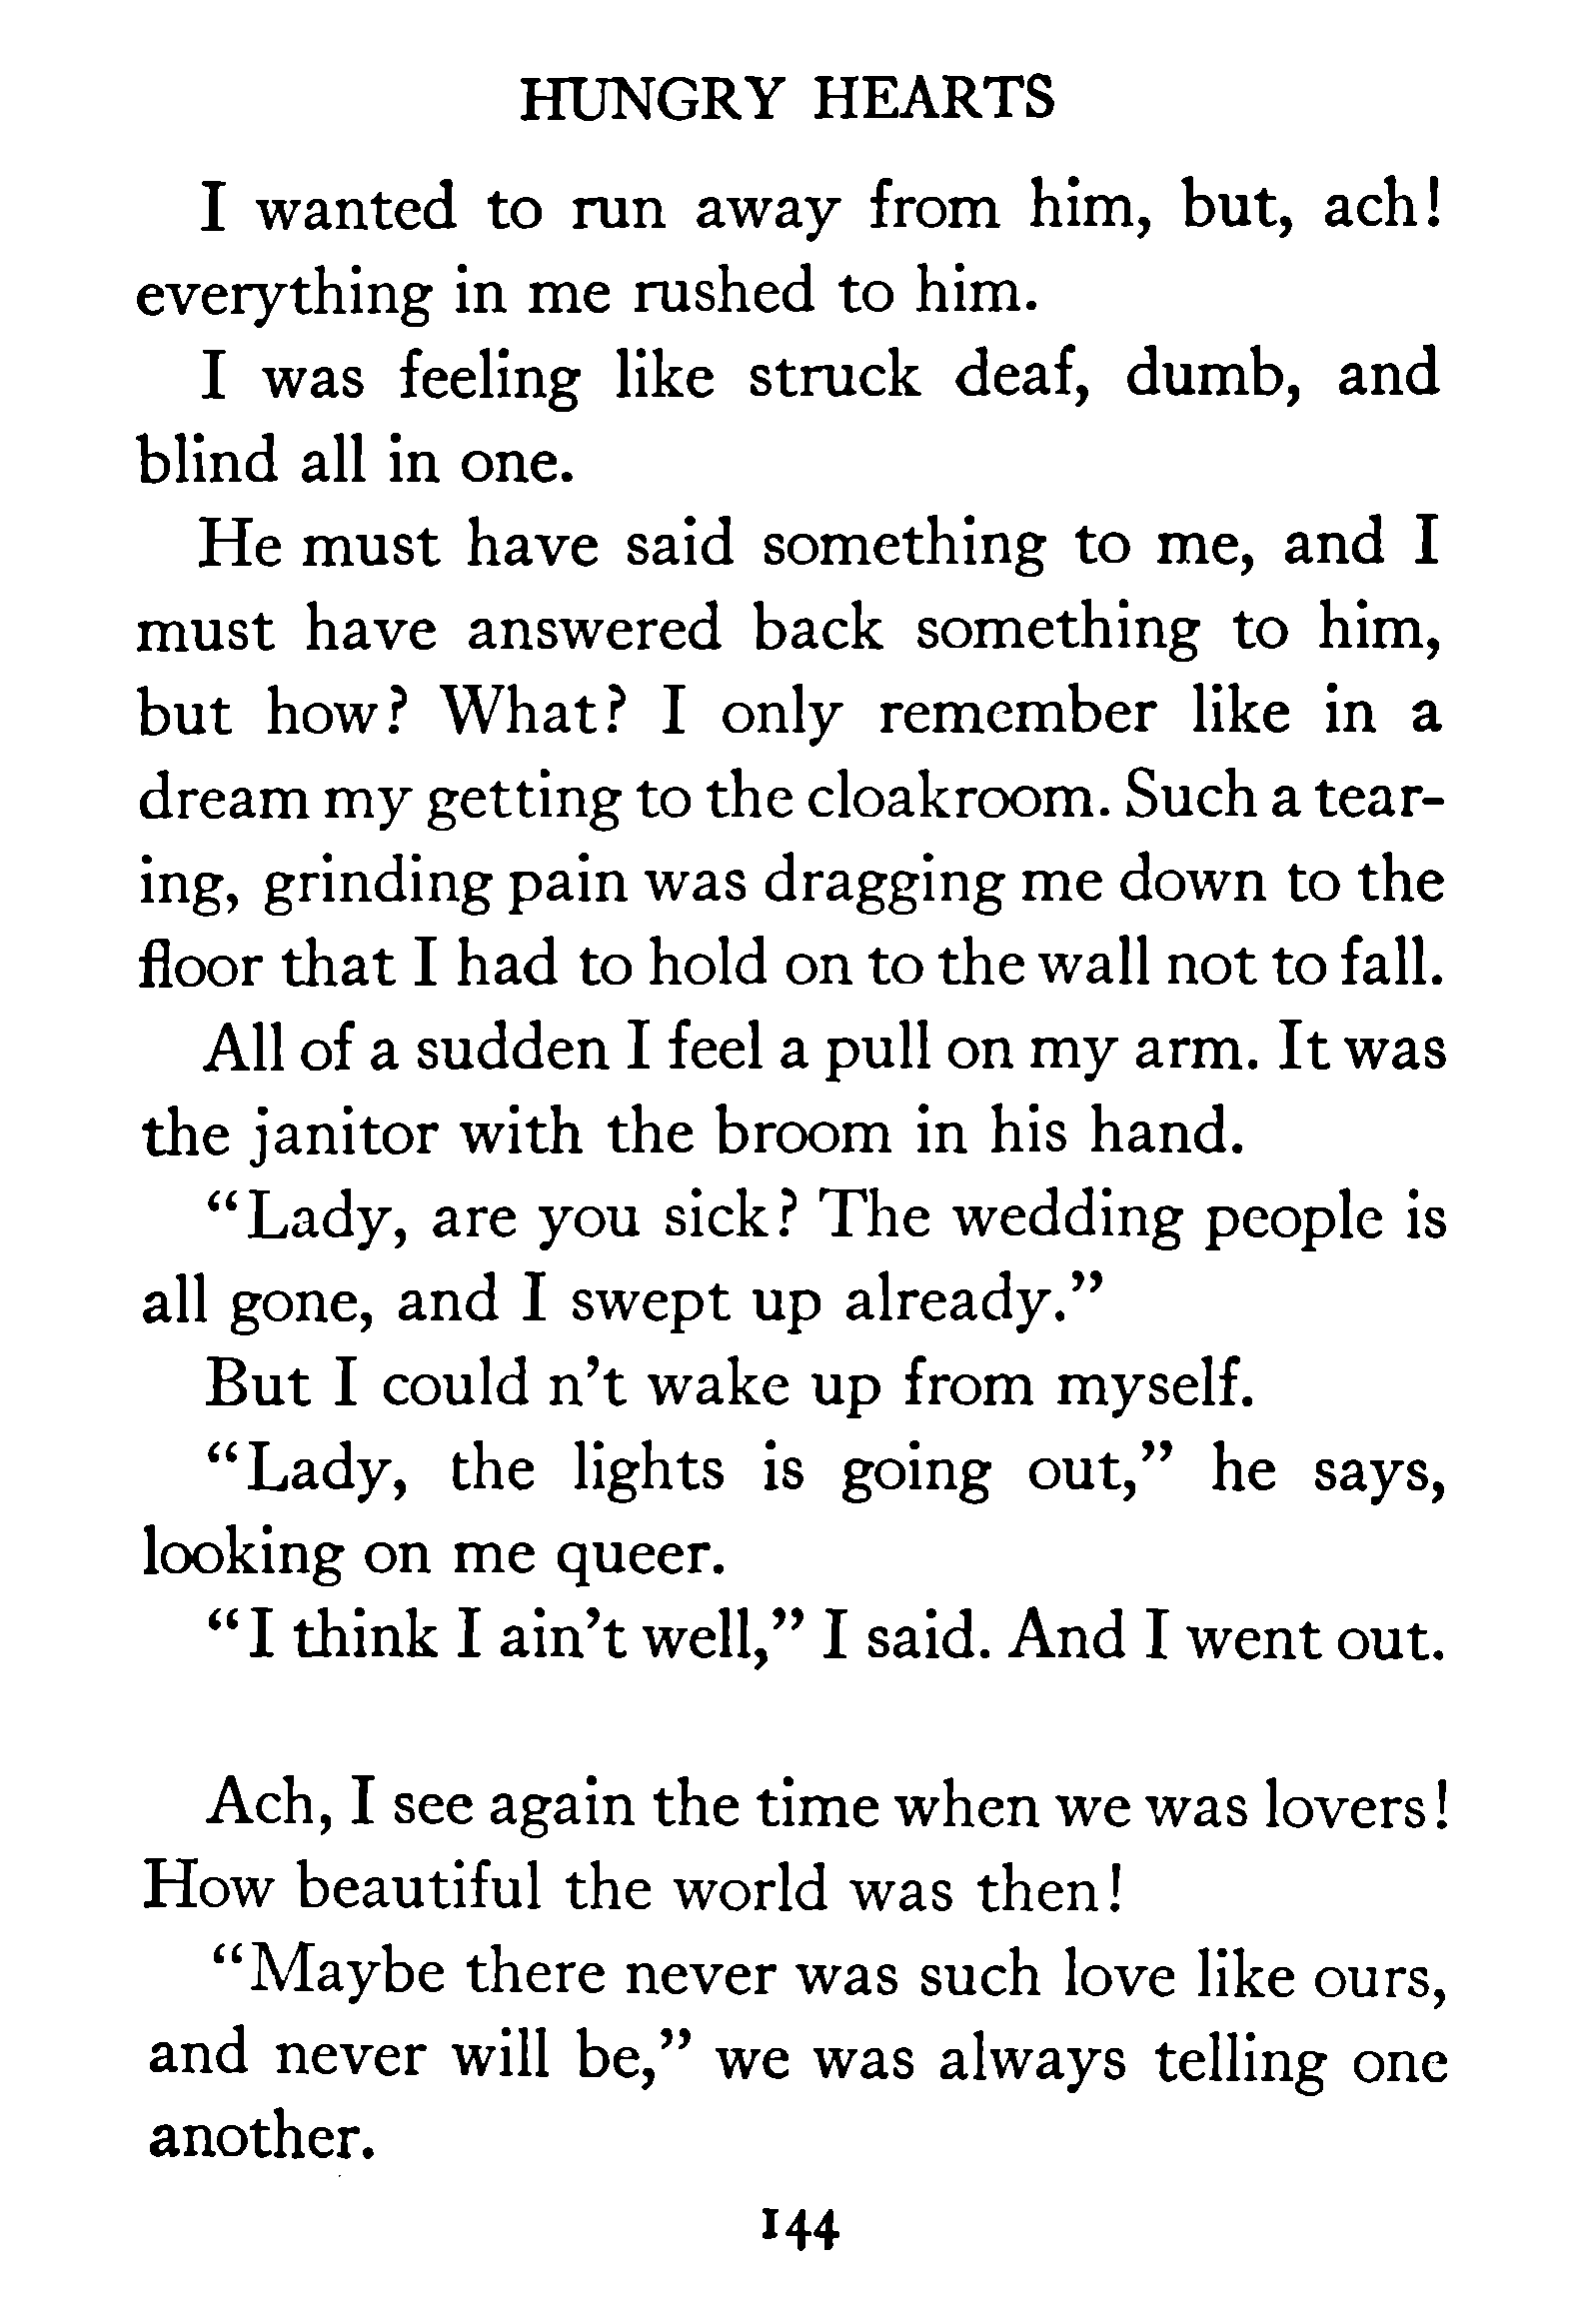 HUNGRY HEARTS
I wanted to run away from him, but, ach!
everything in me rushed to him.
I was feeling like struck deaf, dumb, and
blind all in one.
He must have said something to me, and I
must have answered back something to him,
but how? What? I only remember like in a
dream my getting to the cloakroom. Such a tear-
ing, grinding pain was dragging me down to the
floor that I had to hold on to the wall not to fall.
All of a sudden I feel a pull on my arm. It was
the janitor with the broom in his hand.
“Lady, are you sick? The wedding people is
all gone, and I swept up already.”
But I could n’t wake up from myself.
“Lady, the lights is going out,” he says,
looking on me queer.
“I think I ain’t well,” I said. And I went out.
Ach, I see again the time when we was lovers!
How beautiful the world was then!
“Maybe there never was such love like ours,
and never will be,” we was always telling one
another.
144